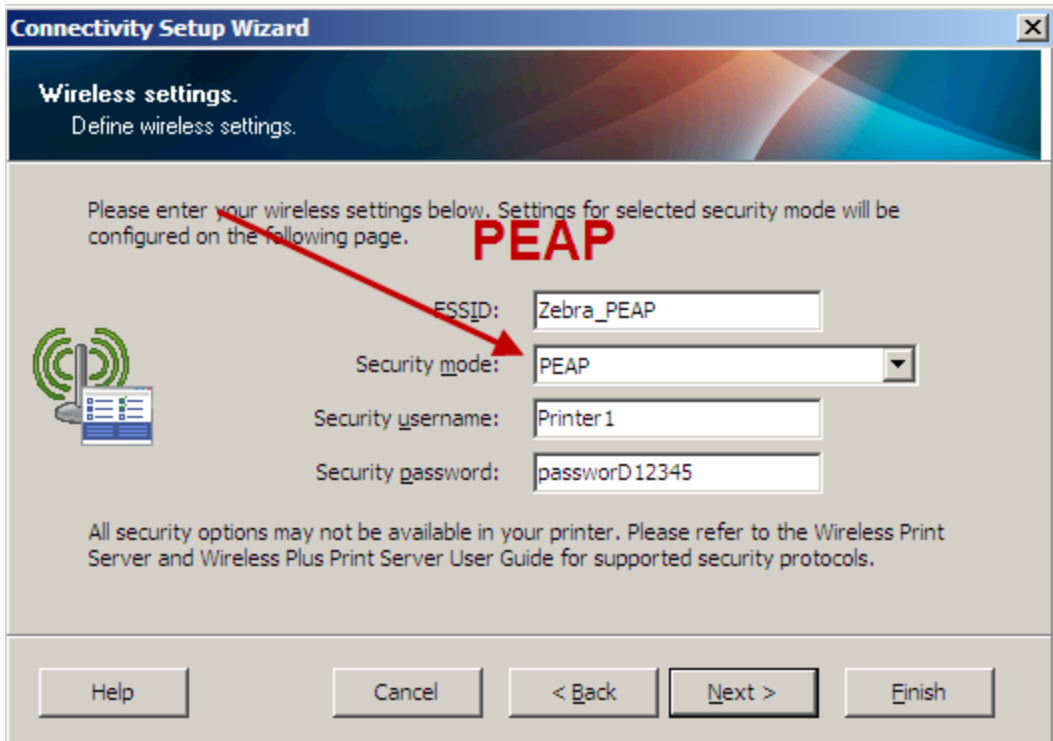 Connectivity Setup Wizard
Wireless settings.
Define wireless settings.
Please enter your wireless settings below. Settings for selected security mode will be
configured on the following page.
PEAP
ESSID: Zebra_PEAP
Security mode: PEAP
Security username: Printer1
Security password: passworD12345
All security options may not be available in your printer. Please refer to the Wireless Print
Server and Wireless Plus Print Server User Guide for supported security protocols.
Help Cancel < Back Next > Finish